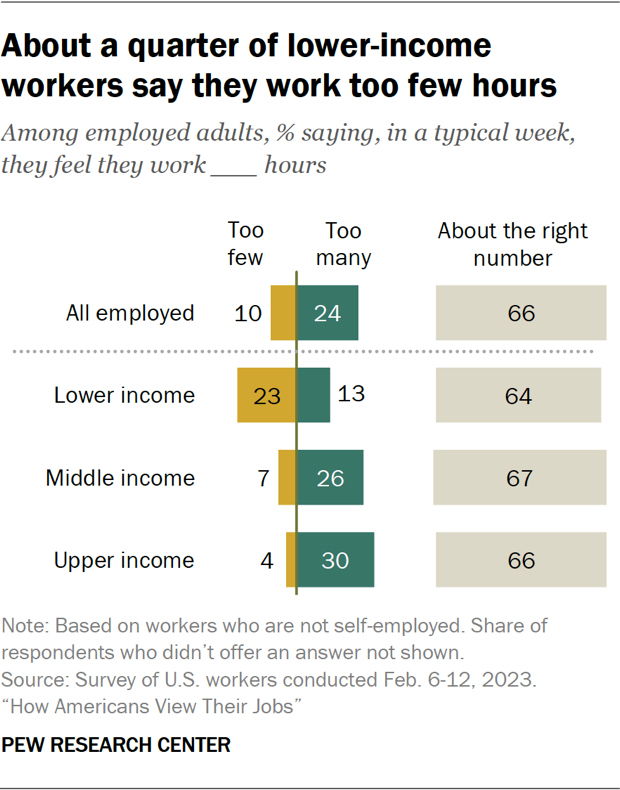 About a quarter of lower-income
workers say they work too few hours
Among employed adults, % saying, in a typical week,
they feel they work ___ hours
Too few
Too many
About the right number
All employed 10 24 66
Lower income 23 13 64
Middle income 7 26 67
Upper income 4 30 66
Note: Based on workers who are not self-employed. Share of
respondents who didn’t offer an answer not shown.
Source: Survey of U.S. workers conducted Feb. 6-12, 2023.
“How Americans View Their Jobs”
PEW RESEARCH CENTER